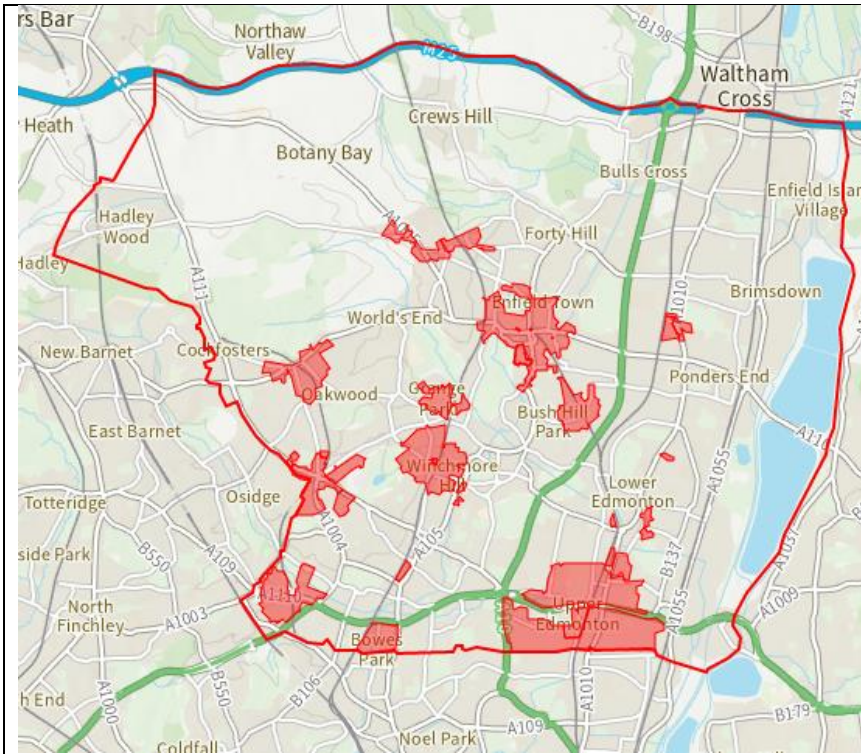 rs Bar
Northaw
Valley
B198
M25
Waltham
Cross
A121
Heath
Crews Hill
Botany Bay
Bulls Cross
Enfield Islan
Village
Hadley
Wood
A1005
Forty Hill
Hadley
A111
Enfield Town
A1010
Brimsdown
World's End
New Barnet
Cockfosters
Ponders End
Oakwood
Grange
Park
Bush Hill
Park
East Barnet
A110
Winchmore
Hill
Lower
Edmonton
A1055
Totteridge
Osidge
A1004
A105
side Park
B550
A109
B137
A1037
A1110
North
Finchley
A1003
Upper
Edmonton
A1055
A1009
Bowes
Park
h End
A1000
B550
B106
A1010
B179
A109
Noel Park
Coldfall